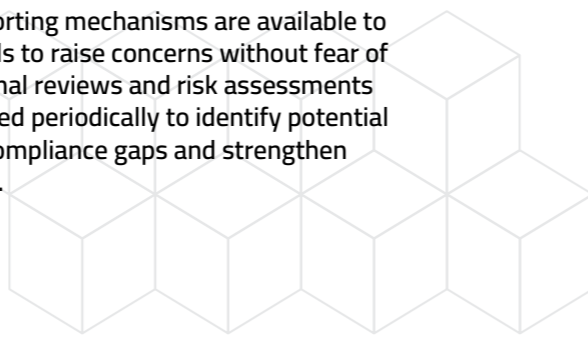 orting mechanisms are available to
ls to raise concerns without fear of
nal reviews and risk assessments
ed periodically to identify potential
ompliance gaps and strengthen
.